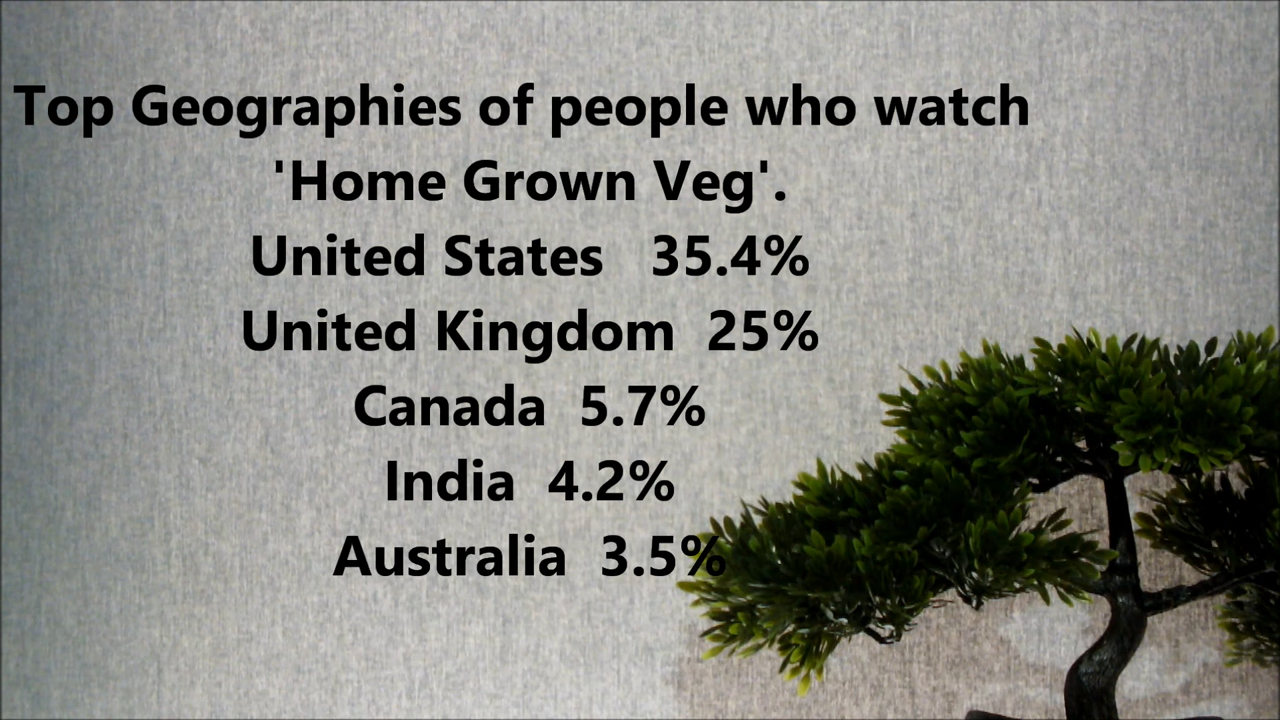 Top Geographies of people who watch
'Home Grown Veg'.
United States 35.4%
United Kingdom 25%
Canada 5.7%
India 4.2%
Australia 3.5%